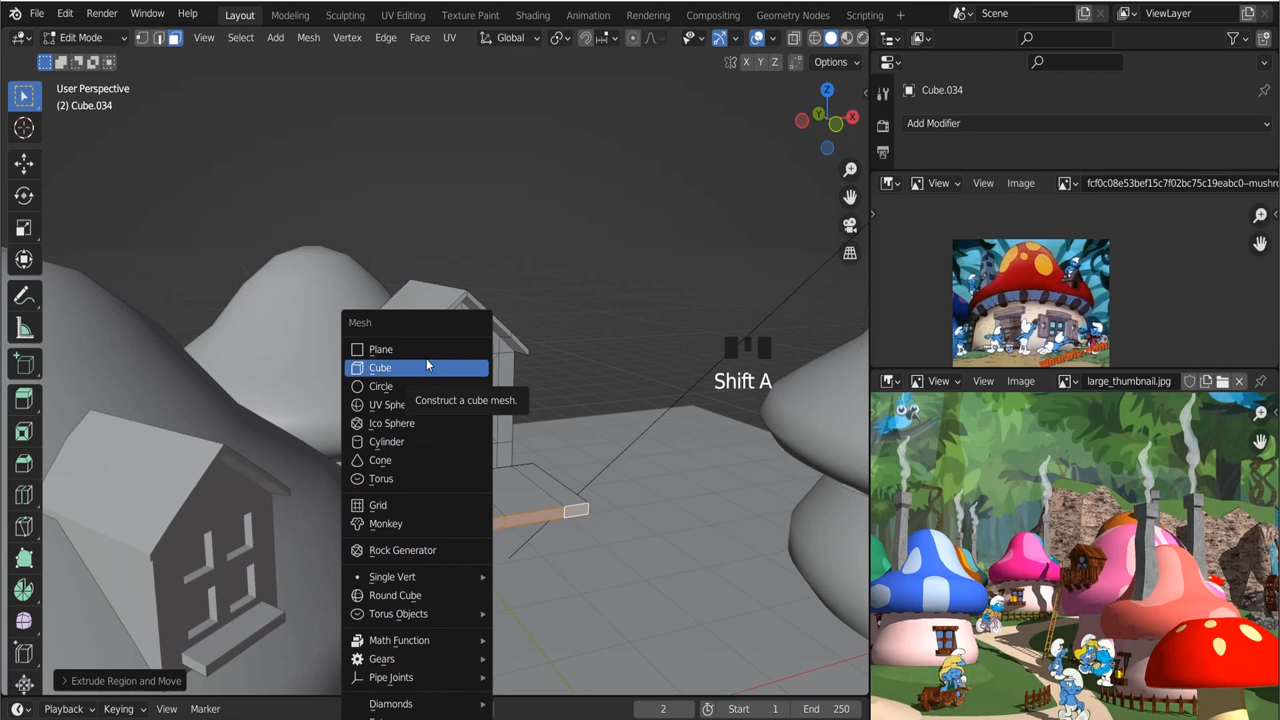 File Edit Render Window Help Layout Modeling Sculpting UV Editing Texture Paint Shading Animation Rendering Compositing Geometry Nodes Scripting + Scene ViewLayer
Edit Mode View Select Add Mesh Vertex Edge Face UV Global
X Y Z Options
User Perspective
(2) Cube.034
Z
Y X
Cube.034
Add Modifier
View View Image fcf0c08e53bef15c7f02bc75c19eabc0--mushro
Mesh
Plane
Cube
Circle
UV Sphe
Construct a cube mesh.
Ico Sphere
Cylinder
Cone
Torus
Grid
Monkey
Rock Generator
Single Vert
Round Cube
Torus Objects
Math Function
Gears
Pipe Joints
Diamonds
Shift A
View View Image large_thumbnail.jpg
Extrude Region and Move
Playback Keying View Marker 2 Start 1 End 250